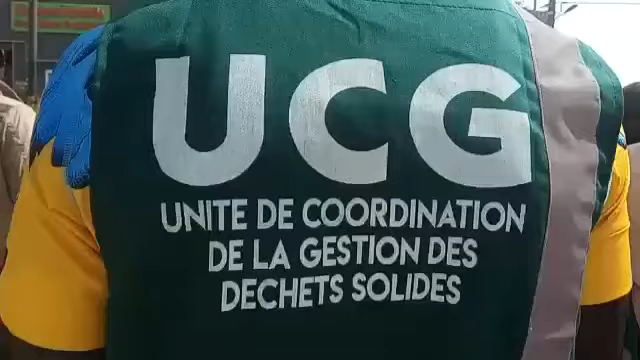 UCG
UNITE DE COORDINATION
DE LA GESTION DES
DECHETS SOLIDES